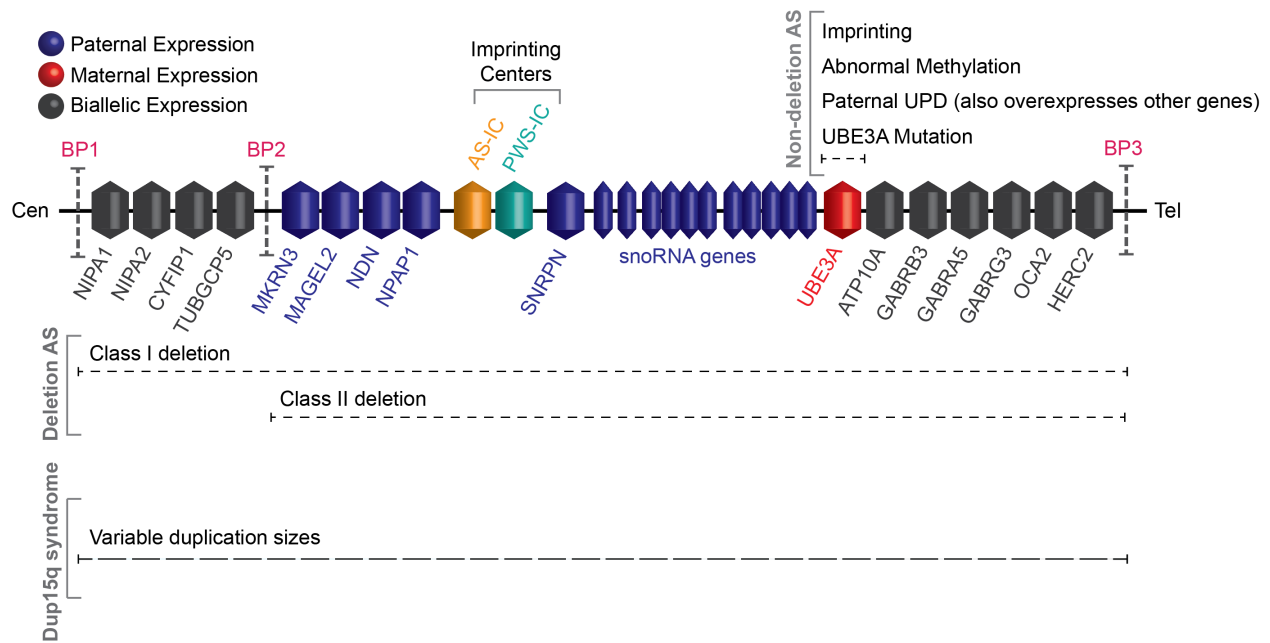 Paternal Expression
Maternal Expression
Biallelic Expression
Imprinting
Centers
AS-IC
PWS-IC
Non-deletion AS
Imprinting
Abnormal Methylation
Paternal UPD (also overexpresses other genes)
UBE3A Mutation
BP1
BP2
BP3
Cen
Tel
NIPA1
NIPA2
CYFIP1
TUBGCP5
MKRN3
MAGEL2
NDN
NPAP1
SNRPN
snoRNA genes
UBE3A
ATP10A
GABRB3
GABRA5
GABRG3
OCA2
HERC2
Deletion AS
Class I deletion
Class II deletion
Dup15q syndrome
Variable duplication sizes